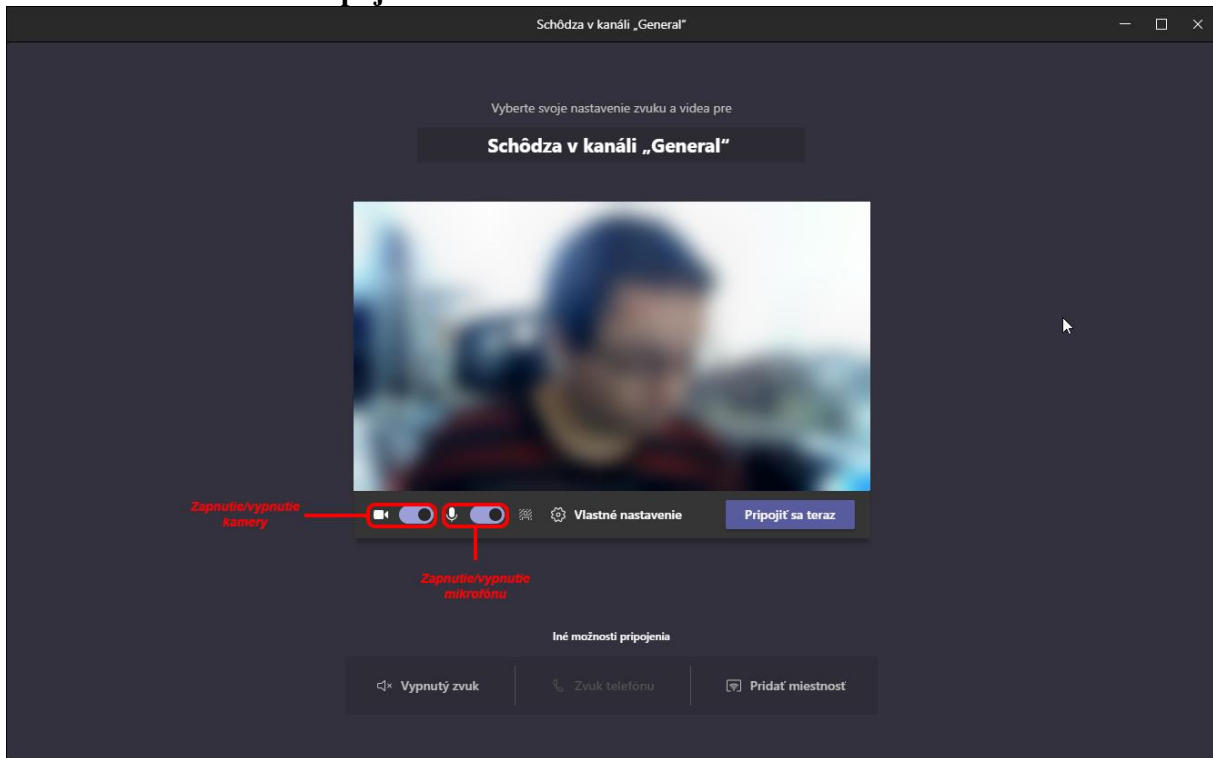 Schôdza v kanáli „General“
Vyberte svoje nastavenie zvuku a videa pre
Schôdza v kanáli „General“
Zapnutie/vypnutie
kamery
Vlastné nastavenie
Pripojiť sa teraz
Zapnutie/vypnutie
mikrofónu
Iné možnosti pripojenia
Vypnutý zvuk
Zvuk telefónu
Pridať miestnosť